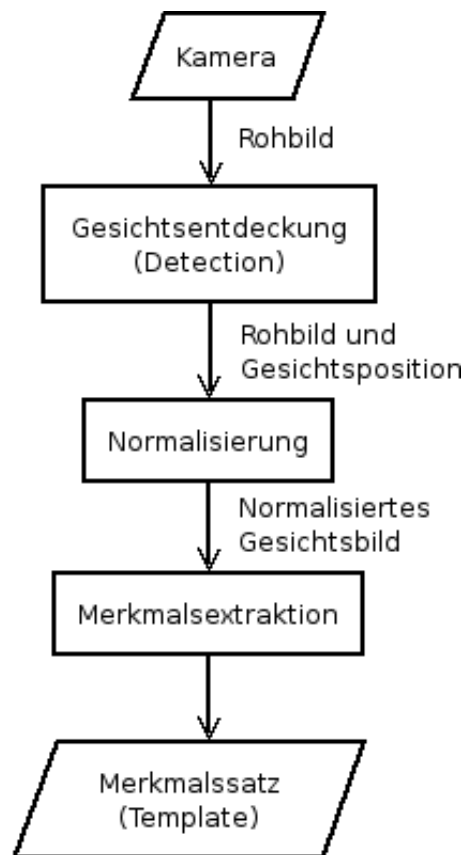 Kamera
Rohbild
Gesichtsentdeckung
(Detection)
Rohbild und
Gesichtsposition
Normalisierung
Normalisiertes
Gesichtsbild
Merkmalsextraktion
Merkmalssatz
(Template)